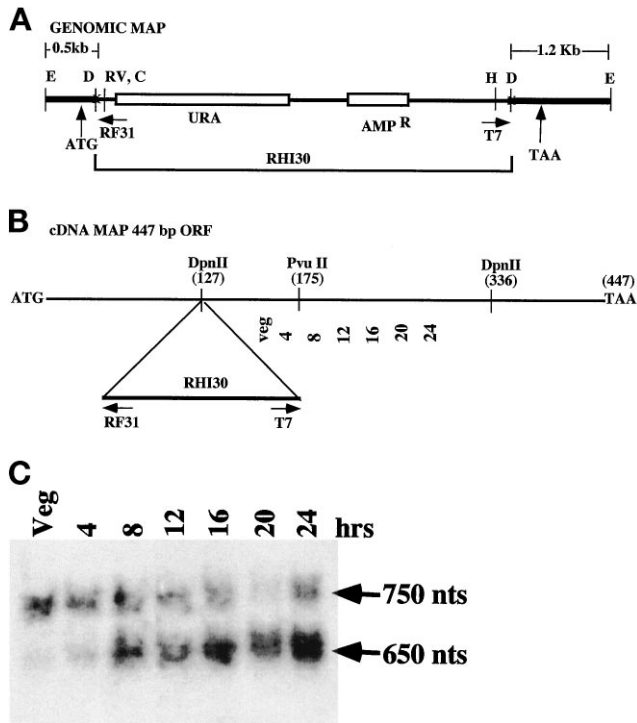 A
GENOMIC MAP
0.5kb
1.2 Kb
E D RV, C H D E
RF31 URA AMP R T7
ATG TAA
RHI30
B
cDNA MAP 447 bp ORF
DpnII Pvu II DpnII
(127) (175) (336) (447)
ATG TAA
veg 4 8 12 16 20 24
RHI30
RF31 T7
C
Veg 4 8 12 16 20 24 hrs
750 nts
650 nts